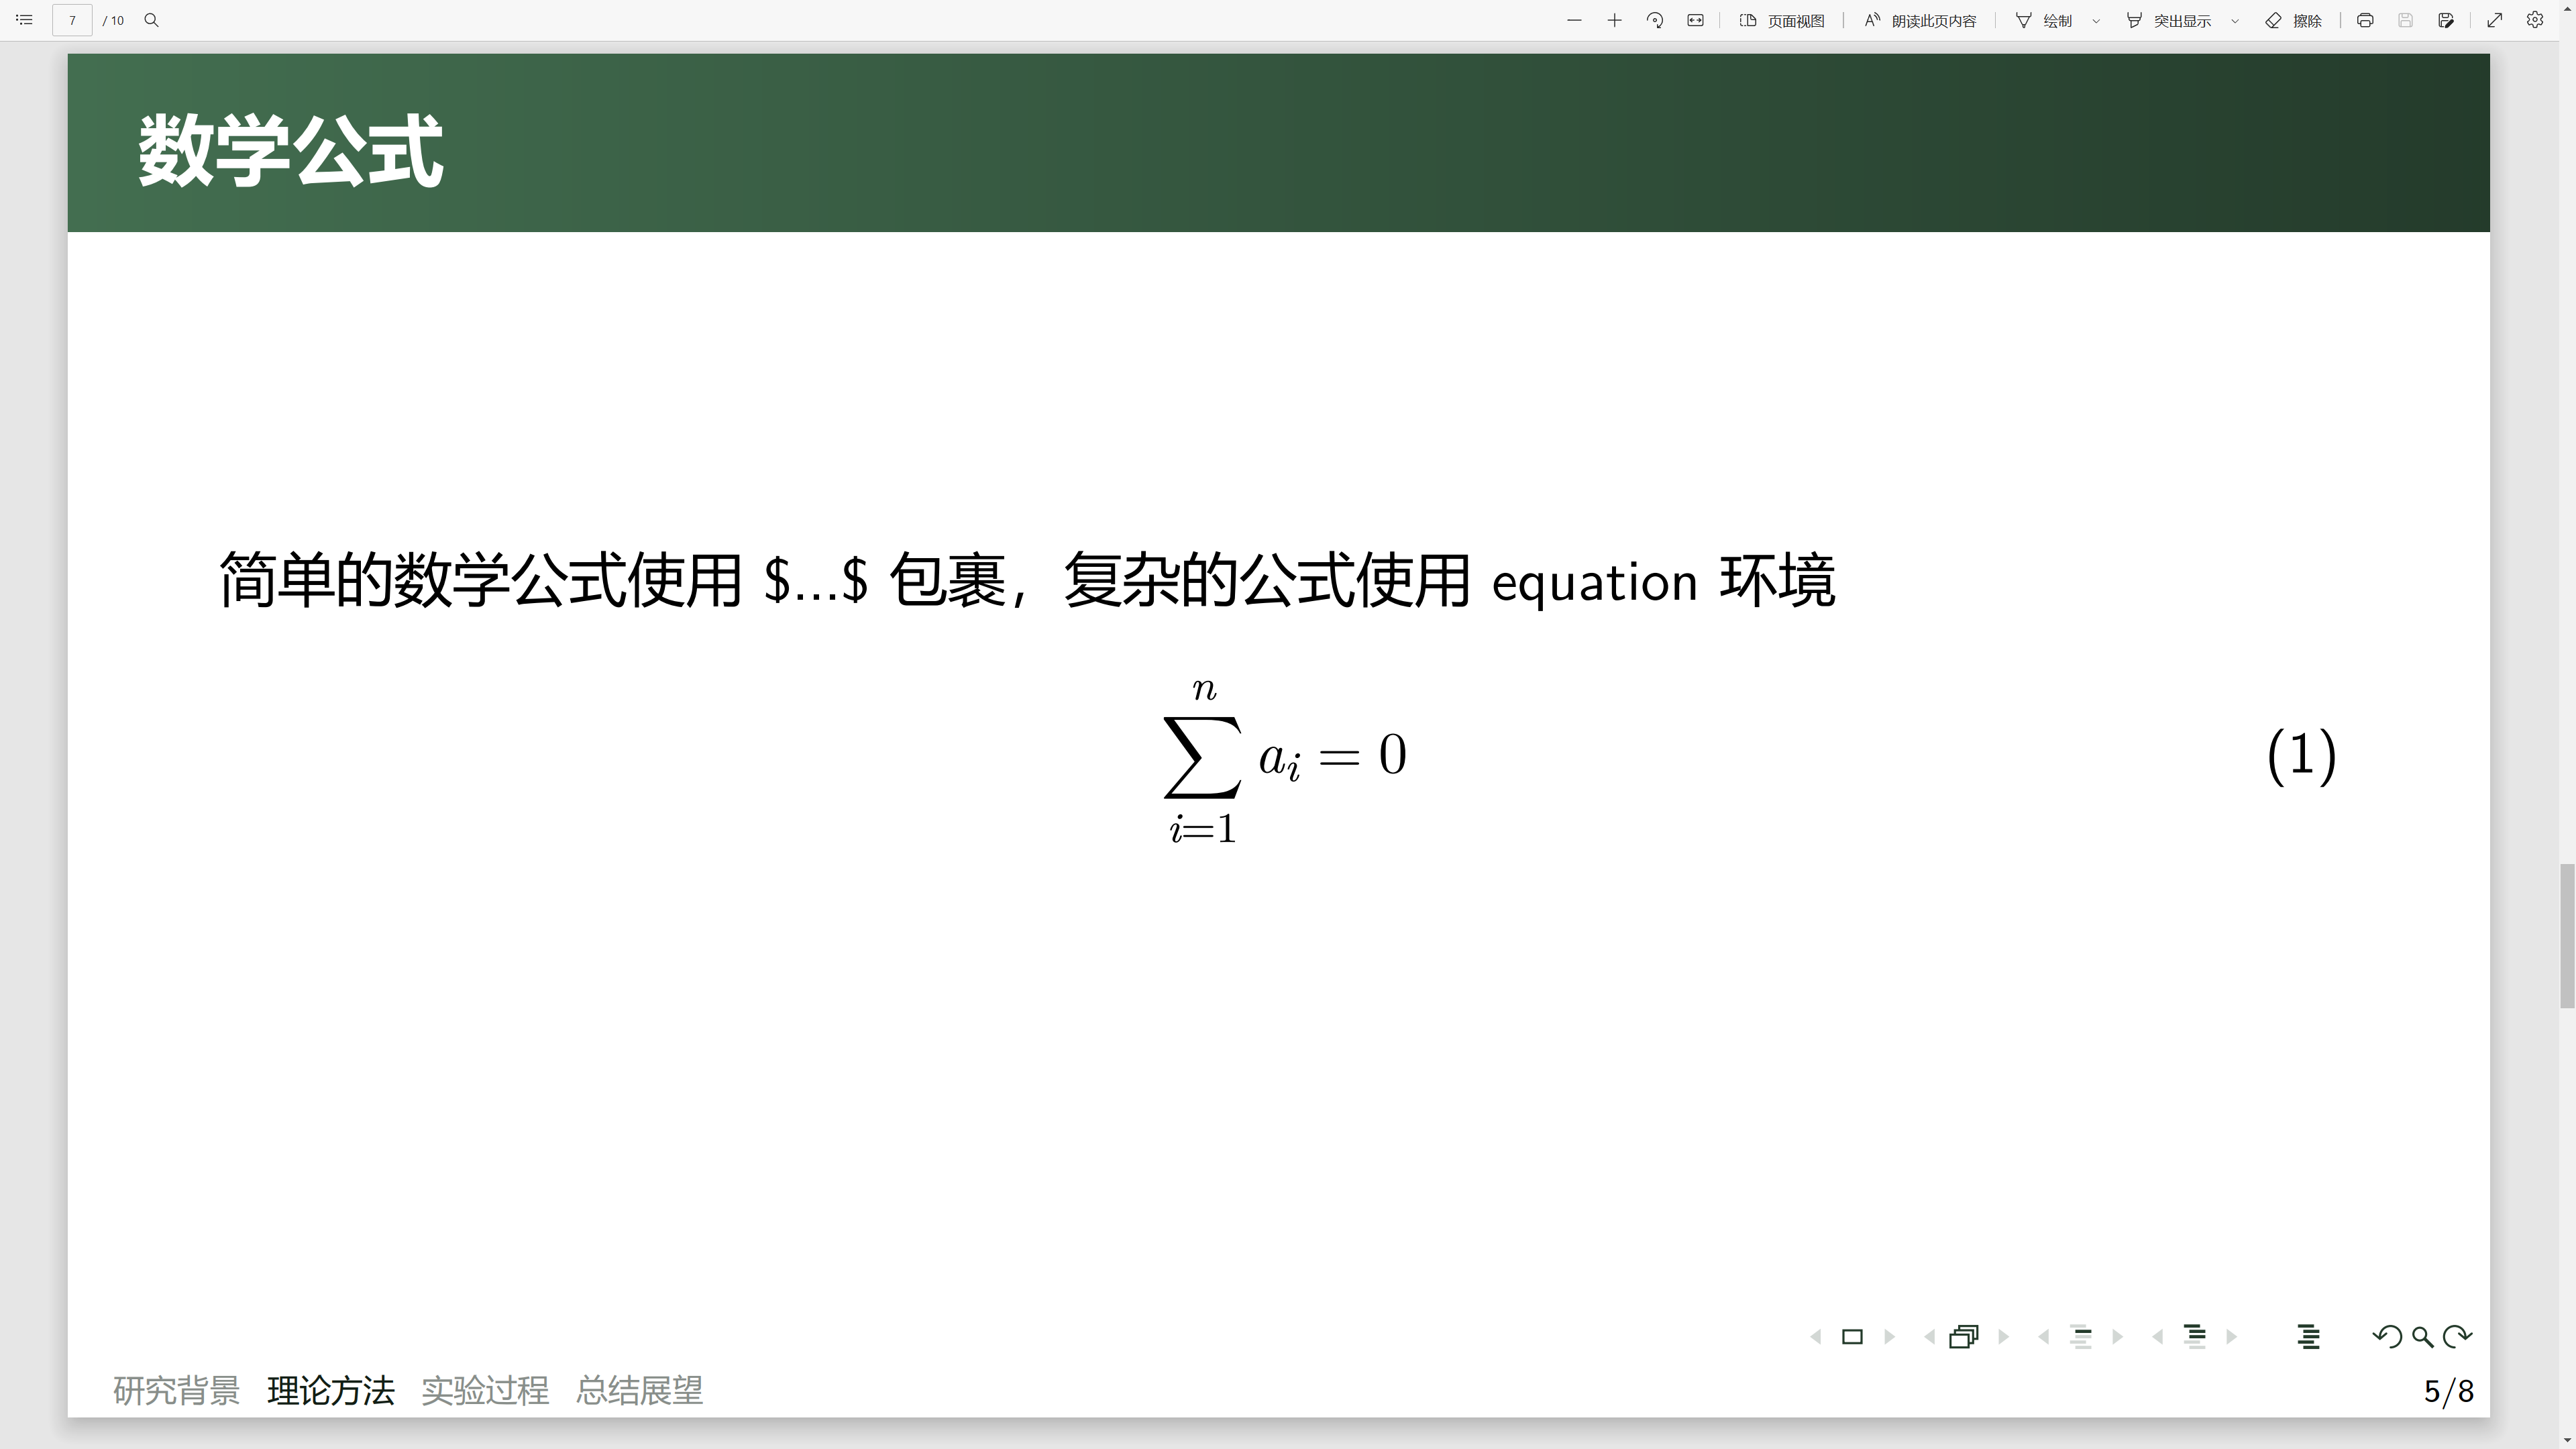 7 / 10 页面视图 朗读此页内容 绘制 突出显示 擦除
数学公式
简单的数学公式使用 $...$ 包裹，复杂的公式使用 equation 环境
n
∑ aᵢ = 0 (1)
i=1
研究背景 理论方法 实验过程 总结展望 5/8